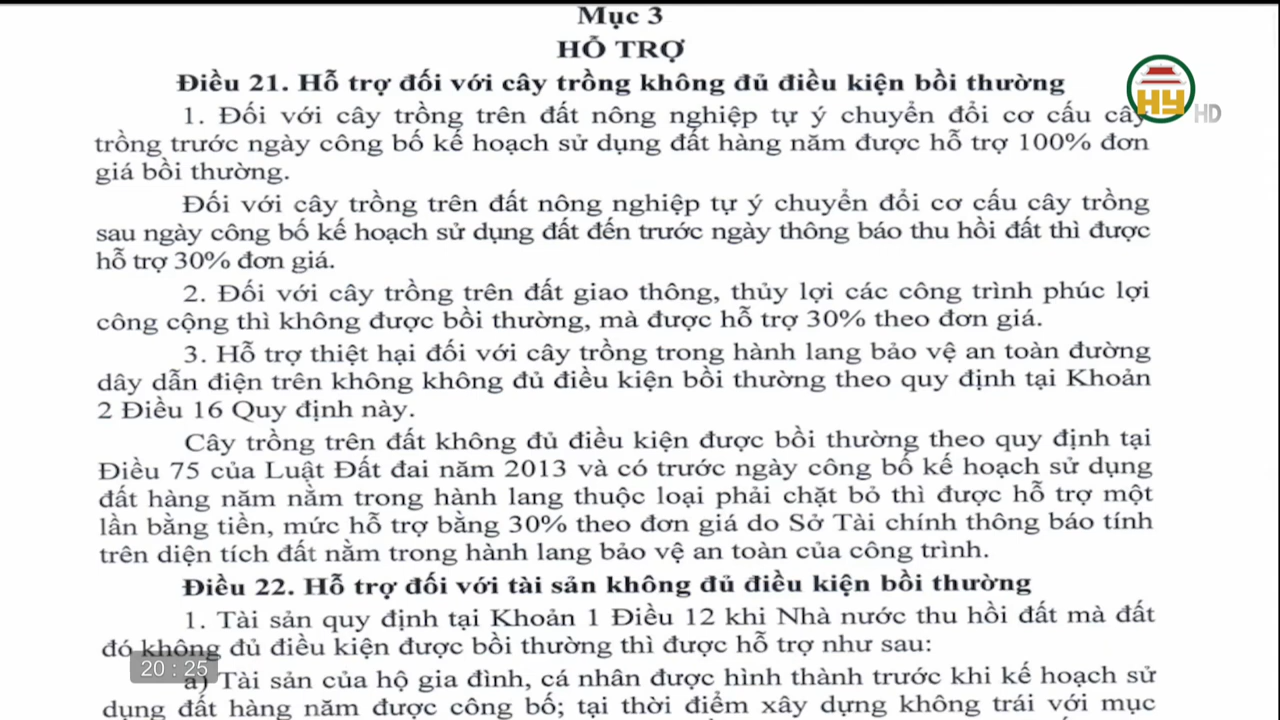 Mục 3
HỖ TRỢ
Điều 21. Hỗ trợ đối với cây trồng không đủ điều kiện bồi thường
1. Đối với cây trồng trên đất nông nghiệp tự ý chuyển đổi cơ cấu cây
trồng trước ngày công bố kế hoạch sử dụng đất hàng năm được hỗ trợ 100% đơn
giá bồi thường.
Đối với cây trồng trên đất nông nghiệp tự ý chuyển đổi cơ cấu cây trồng
sau ngày công bố kế hoạch sử dụng đất đến trước ngày thông báo thu hồi đất thì được
hỗ trợ 30% đơn giá.
2. Đối với cây trồng trên đất giao thông, thủy lợi các công trình phúc lợi
công cộng thì không được bồi thường, mà được hỗ trợ 30% theo đơn giá.
3. Hỗ trợ thiệt hại đối với cây trồng trong hành lang bảo vệ an toàn đường
dây dẫn điện trên không không đủ điều kiện bồi thường theo quy định tại Khoản
2 Điều 16 Quy định này.
Cây trồng trên đất không đủ điều kiện được bồi thường theo quy định tại
Điều 75 của Luật Đất đai năm 2013 và có trước ngày công bố kế hoạch sử dụng
đất hàng năm nằm trong hành lang thuộc loại phải chặt bỏ thì được hỗ trợ một
lần bằng tiền, mức hỗ trợ bằng 30% theo đơn giá do Sở Tài chính thông báo tính
trên diện tích đất nằm trong hành lang bảo vệ an toàn của công trình.
Điều 22. Hỗ trợ đối với tài sản không đủ điều kiện bồi thường
1. Tài sản quy định tại Khoản 1 Điều 12 khi Nhà nước thu hồi đất mà đất
đó không đủ điều kiện được bồi thường thì được hỗ trợ như sau:
a) Tài sản của hộ gia đình, cá nhân được hình thành trước khi kế hoạch sử
dụng đất hàng năm được công bố; tại thời điểm xây dựng không trái với mục
HY HD
20 : 25